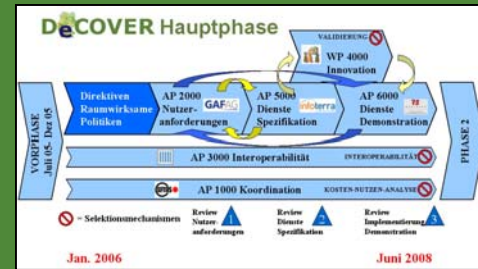 DeCOVER Hauptphase
VALIDIERUNG
WP 4000
Innovation
Direktiven
Raumwirksame
Politiken
AP 2000
Nutzer-
anforderungen
GAFAG
AP 5000
Dienste
Spezifikation
infoterra
AP 6000
Dienste
Demonstration
VORPHASE
Juli 05- Dez 05
PHASE 2
AP 3000 Interoperabilität
INTEROPERABILITÄT
AP 1000 Koordination
KOSTEN-NUTZEN-ANALYSE
= Selektionsmechanismen
Review
Nutzer-
anforderungen
1
Review
Dienste
Spezifikation
2
Review
Implementierung
Demonstration
3
Jan. 2006
Juni 2008